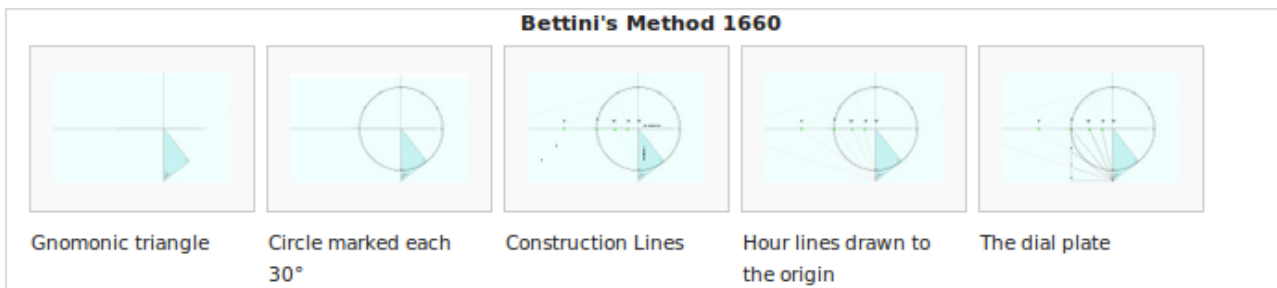 Bettini's Method 1660
Gnomonic triangle
Circle marked each
30°
Construction Lines
Hour lines drawn to
the origin
The dial plate